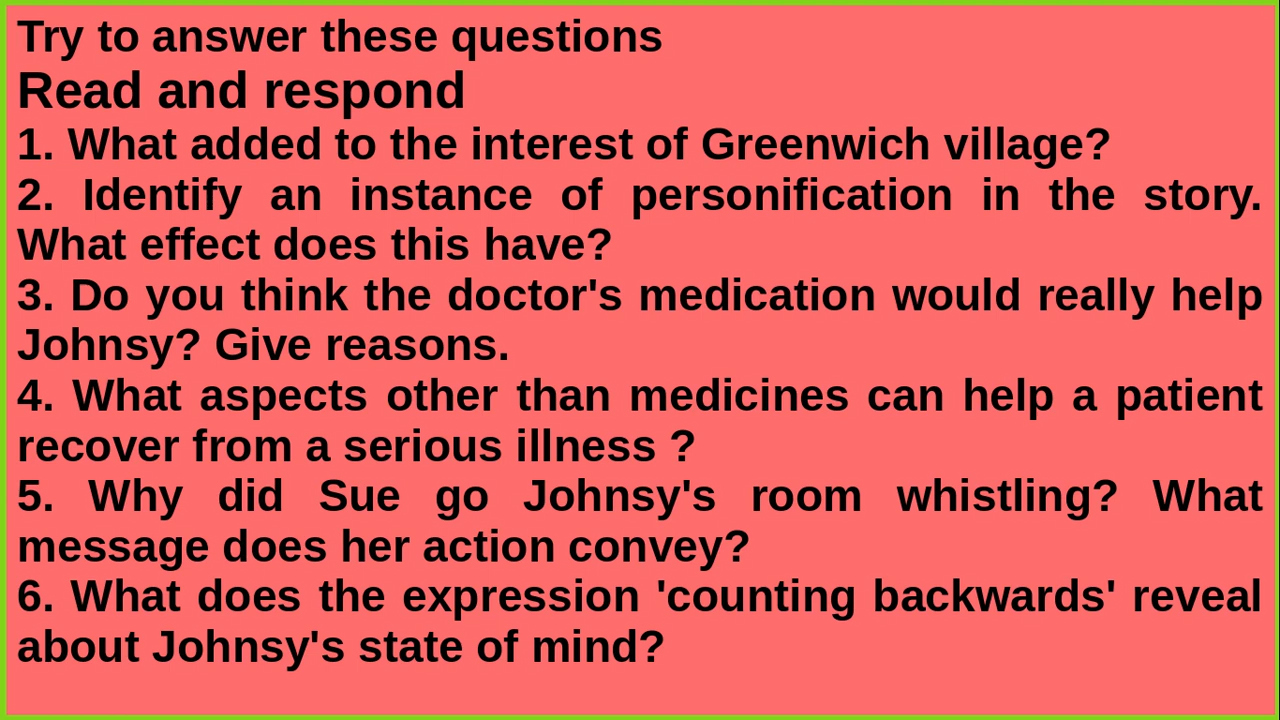 Try to answer these questions
Read and respond
1. What added to the interest of Greenwich village?
2. Identify an instance of personification in the story.
What effect does this have?
3. Do you think the doctor's medication would really help
Johnsy? Give reasons.
4. What aspects other than medicines can help a patient
recover from a serious illness ?
5. Why did Sue go Johnsy's room whistling? What
message does her action convey?
6. What does the expression 'counting backwards' reveal
about Johnsy's state of mind?